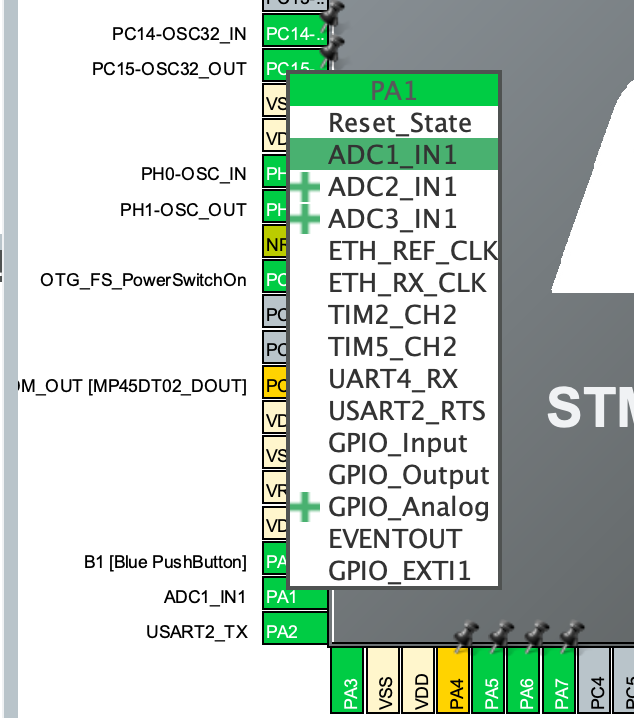 PC14-OSC32_IN
PC14-..
PC15-OSC32_OUT
PC15-
VS
VD
PH0-OSC_IN
PH
PH1-OSC_OUT
PH
NR
OTG_FS_PowerSwitchOn
PC
PC
PC
M_OUT [MP45DT02_DOUT]
PC
VD
VS
VR
VD
B1 [Blue PushButton]
PA
ADC1_IN1
PA1
USART2_TX
PA2
PA1
Reset_State
ADC1_IN1
ADC2_IN1
ADC3_IN1
ETH_REF_CLK
ETH_RX_CLK
TIM2_CH2
TIM5_CH2
UART4_RX
USART2_RTS
GPIO_Input
GPIO_Output
GPIO_Analog
EVENTOUT
GPIO_EXTI1
STM
PA3
VSS
VDD
PA4
PA5
PA6
PA7
PC4
PC5